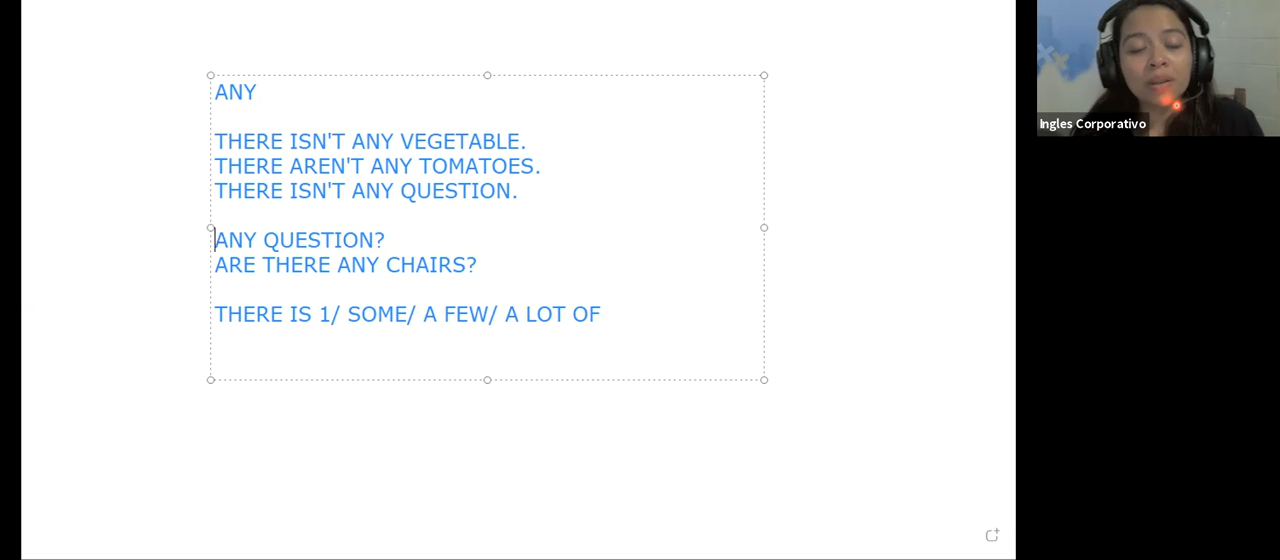 ANY
THERE ISN'T ANY VEGETABLE.
THERE AREN'T ANY TOMATOES.
THERE ISN'T ANY QUESTION.
ANY QUESTION?
ARE THERE ANY CHAIRS?
THERE IS 1/ SOME/ A FEW/ A LOT OF
Ingles Corporativo